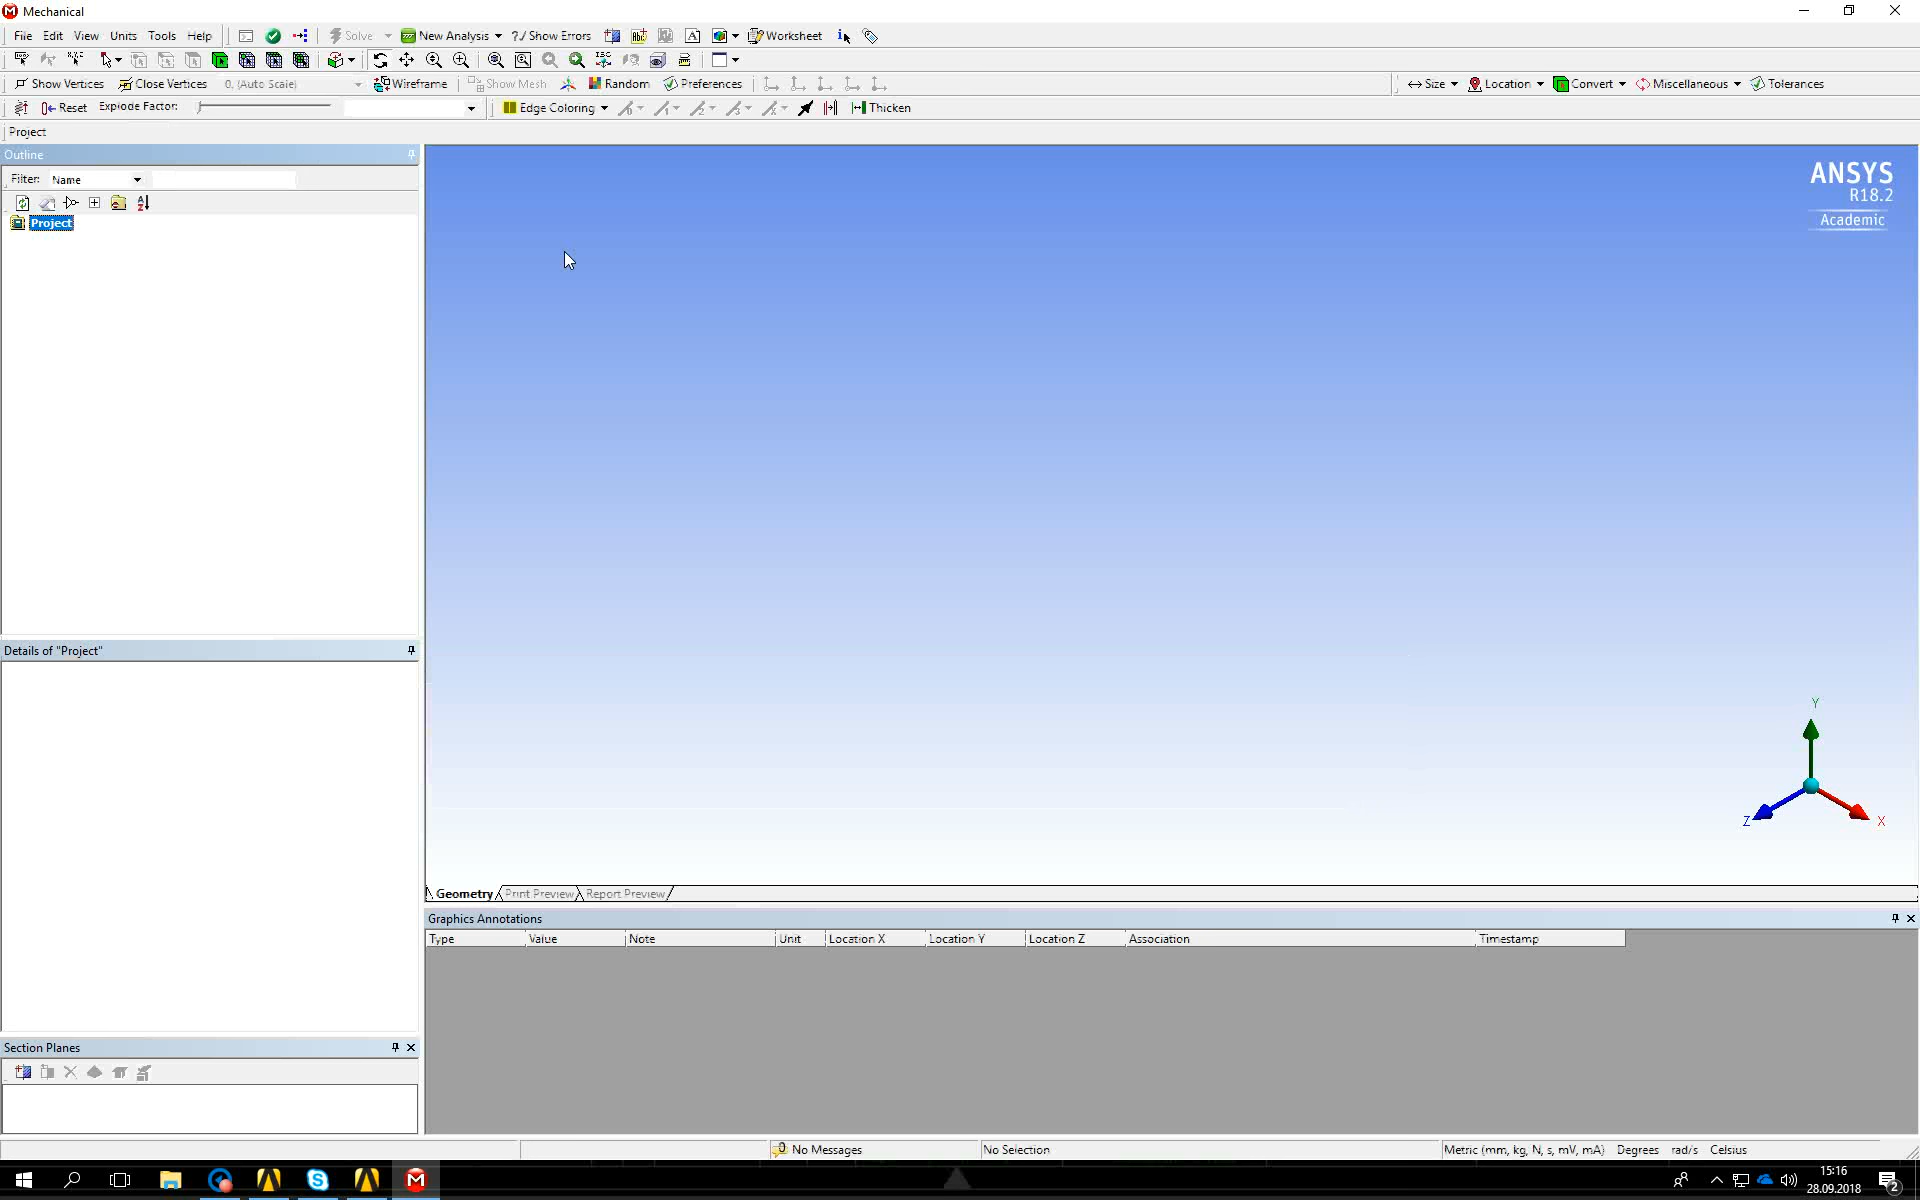 Mechanical
File Edit View Units Tools Help Solve New Analysis ?✓ Show Errors Worksheet
Show Vertices Close Vertices 0. (Auto Scale) Wireframe Show Mesh Random Preferences Size Location Convert Miscellaneous Tolerances
Reset Explode Factor: Edge Coloring Thicken
Project
Outline
Filter: Name
Project
ANSYS
R18.2
Academic
Details of "Project"
Y
Z
X
Geometry Print Preview Report Preview
Graphics Annotations
Type Value Note Unit Location X Location Y Location Z Association Timestamp
Section Planes
No Messages No Selection Metric (mm, kg, N, s, mV, mA) Degrees rad/s Celsius
15:16
28.09.2018
2